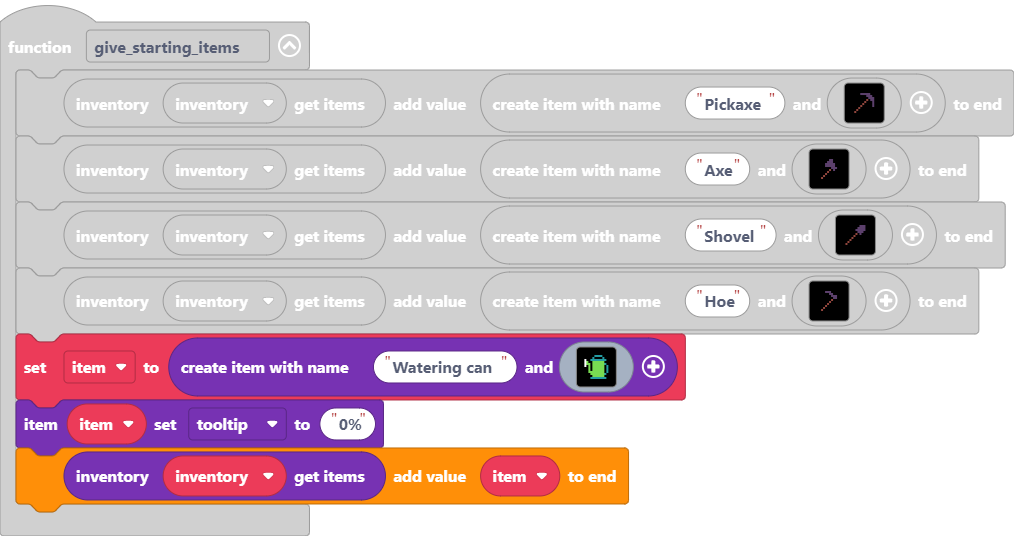 function give_starting_items
inventory inventory get items add value create item with name "Pickaxe " and to end
inventory inventory get items add value create item with name "Axe" and to end
inventory inventory get items add value create item with name "Shovel " and to end
inventory inventory get items add value create item with name "Hoe" and to end
set item to create item with name "Watering can " and
item item set tooltip to "0%"
inventory inventory get items add value item to end